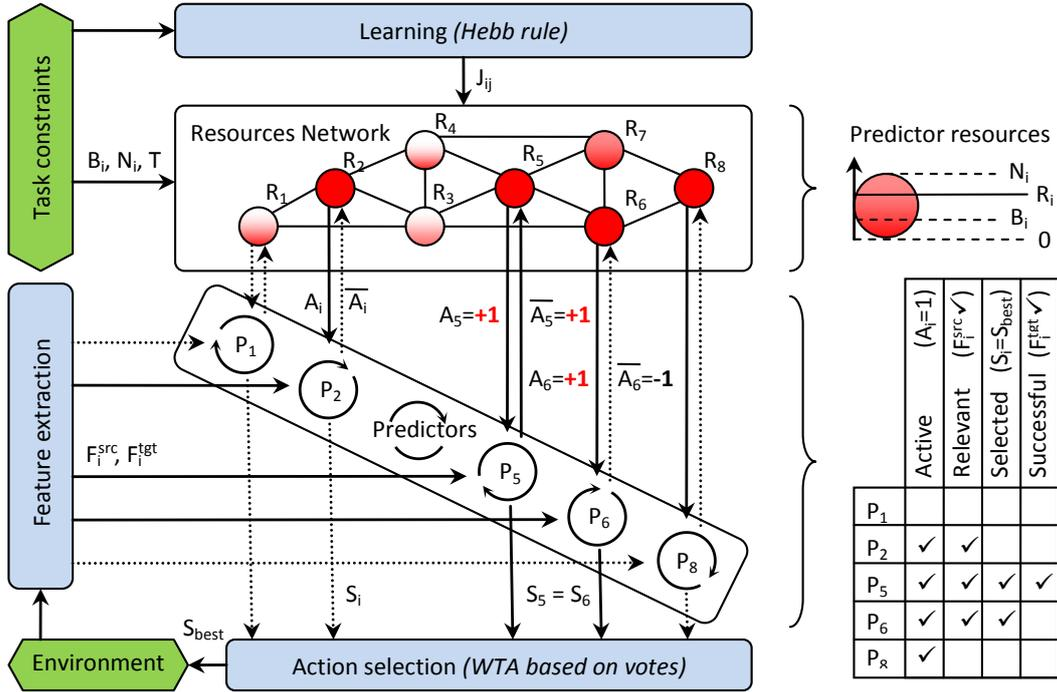 Learning (Hebb rule)
Task constraints
J_ij
Resources Network
B_i, N_i, T
R_1
R_2
R_3
R_4
R_5
R_6
R_7
R_8
Predictor resources
N_i
R_i
B_i
0
A_i
A̅_i
A_5=+1
A̅_5=+1
A_6=+1
A̅_6=-1
P_1
P_2
Predictors
P_5
P_6
P_8
Feature extraction
F_i^src, F_i^tgt
S_i
S_5 = S_6
S_best
Environment
Action selection (WTA based on votes)
Active (A_i=1)
Relevant (F_i^src ✓)
Selected (S_i=S_best)
Successful (F_i^tgt ✓)
P_1
P_2 ✓ ✓
P_5 ✓ ✓ ✓ ✓
P_6 ✓ ✓ ✓
P_8 ✓